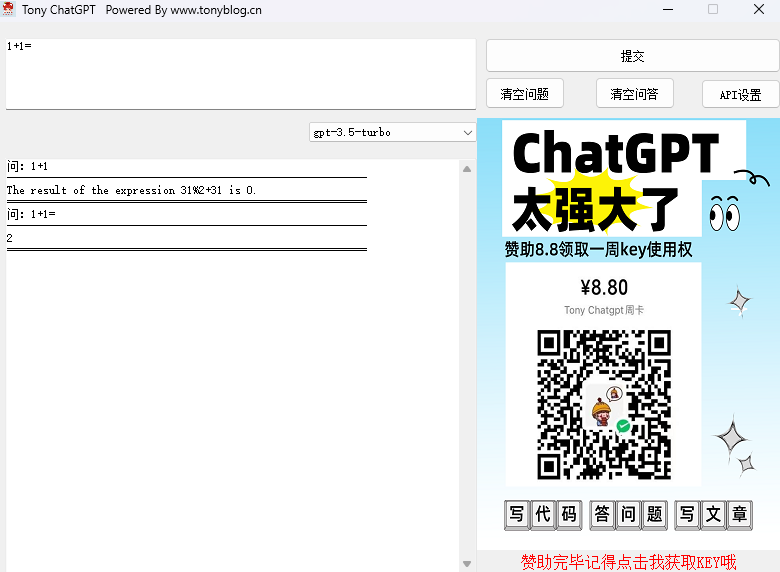 Tony ChatGPT Powered By www.tonyblog.cn
1+1=
提交
清空问题
清空问答
API设置
gpt-3.5-turbo
问：1+1
The result of the expression 31%2+31 is 0.
问：1+1=
2
ChatGPT
太强大了
赞助8.8领取一周key使用权
¥8.80
Tony Chatgpt周卡
写代码 答问题 写文章
赞助完毕记得点击我获取KEY哦